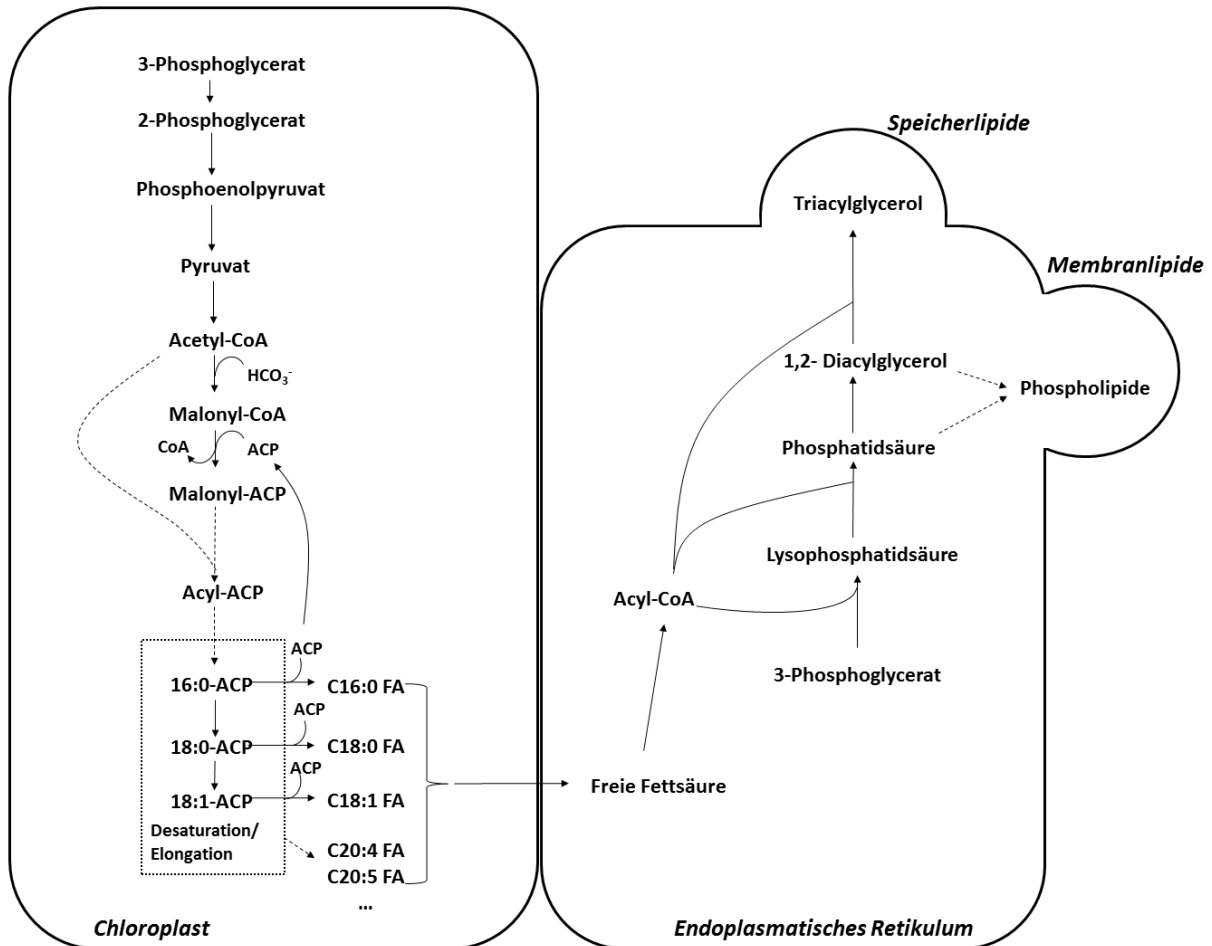 3-Phosphoglycerat
2-Phosphoglycerat
Phosphoenolpyruvat
Pyruvat
Acetyl-CoA
HCO₃⁻
Malonyl-CoA
CoA
ACP
Malonyl-ACP
Acyl-ACP
ACP
16:0-ACP
C16:0 FA
ACP
18:0-ACP
C18:0 FA
ACP
18:1-ACP
C18:1 FA
Desaturation/
Elongation
C20:4 FA
C20:5 FA
...
Chloroplast
Speicherlipide
Triacylglycerol
Membranlipide
1,2- Diacylglycerol
Phospholipide
Phosphatidsäure
Lysophosphatidsäure
Acyl-CoA
3-Phosphoglycerat
Freie Fettsäure
Endoplasmatisches Retikulum